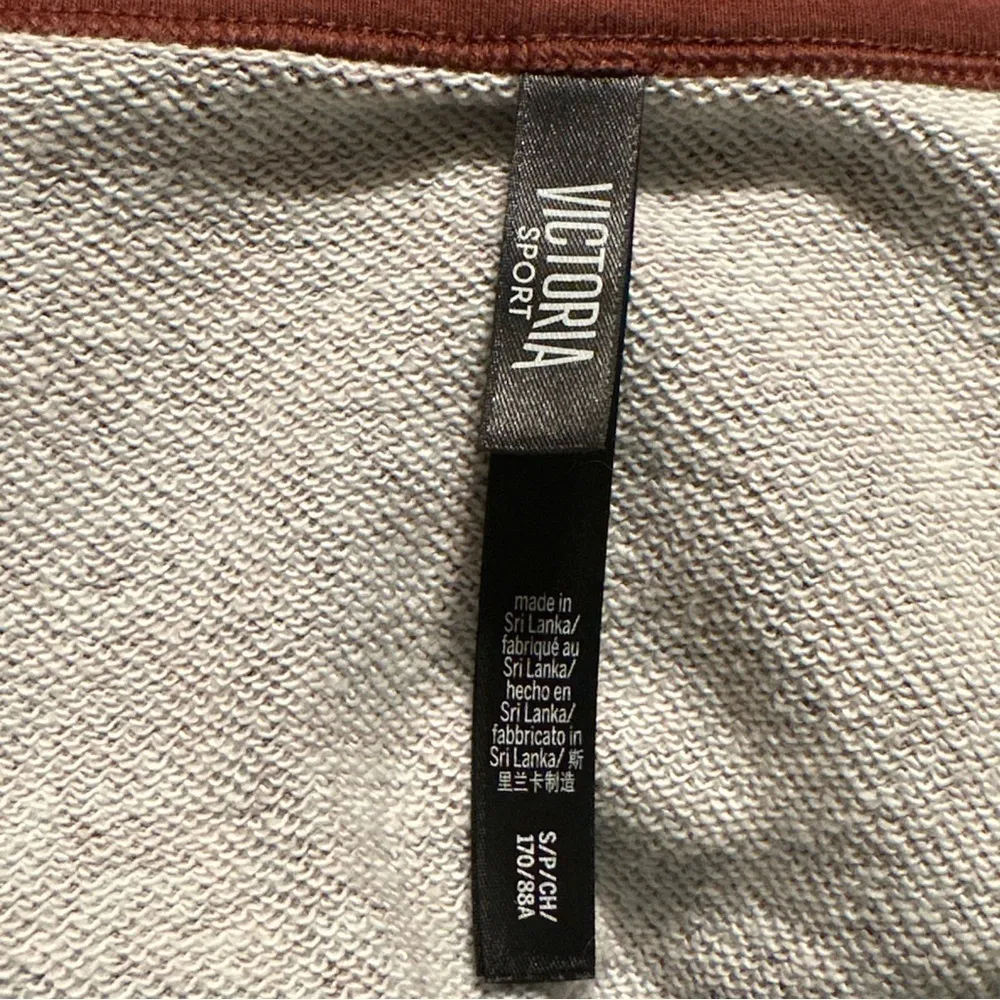 VICTORIA
SPORT
made in
Sri Lanka/
fabriqué au
Sri Lanka/
hecho en
Sri Lanka/
fabbricato in
Sri Lanka/ 斯
里兰卡制造
S/P/CH/
170/88A